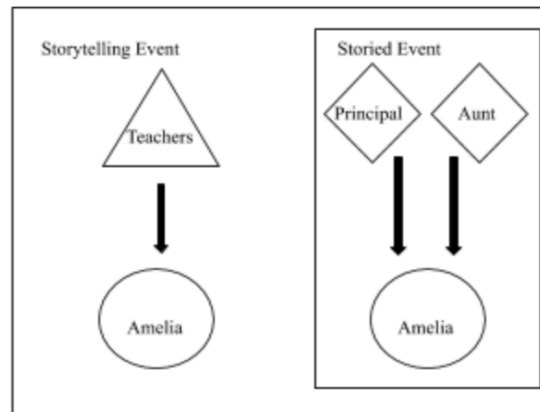 Storytelling Event
Storied Event
Teachers
Principal
Aunt
Amelia
Amelia